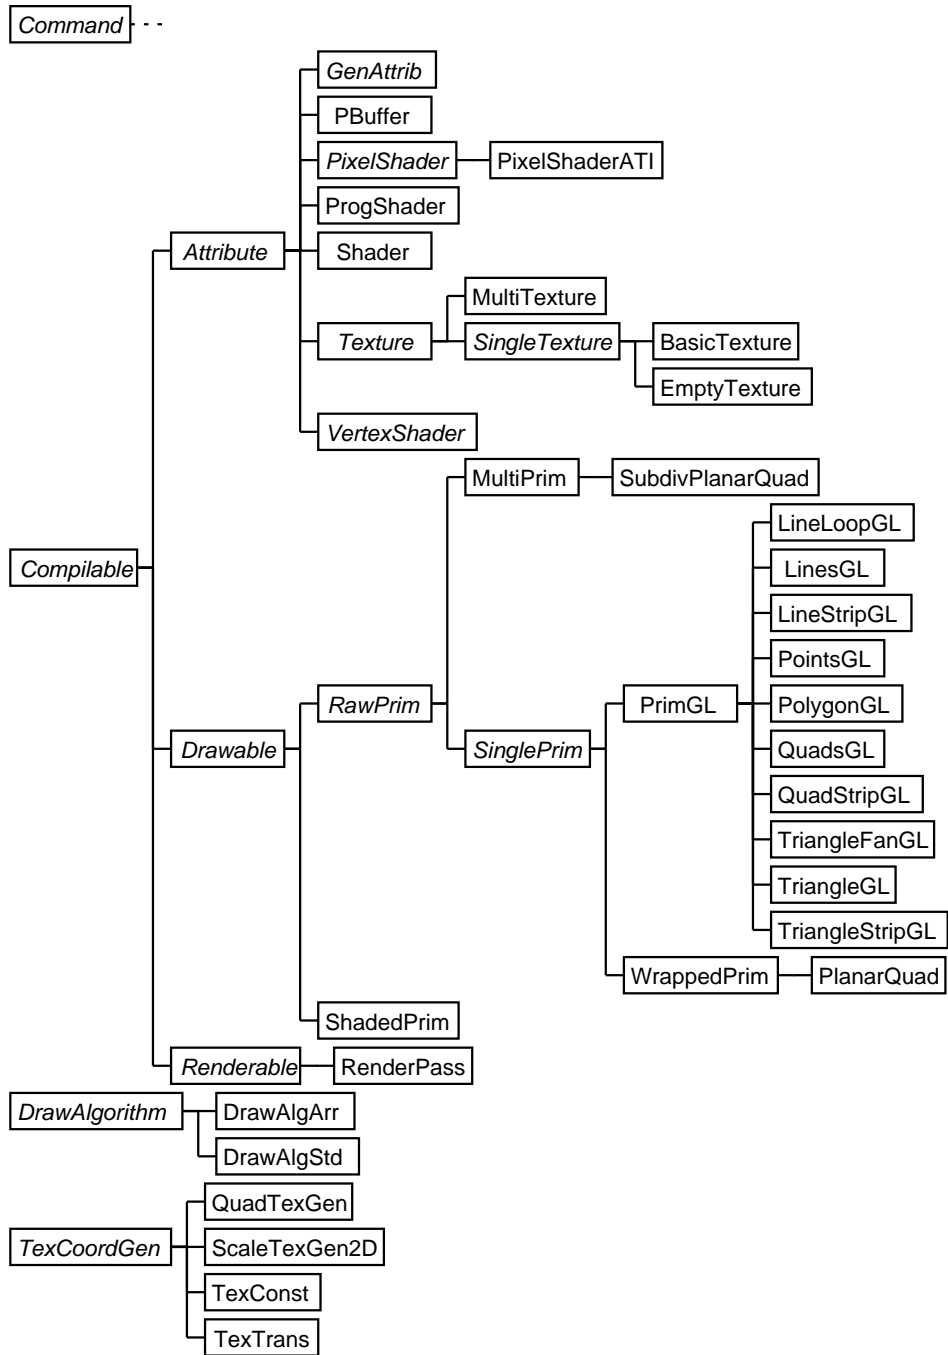 Command
GenAttrib
PBuffer
PixelShader PixelShaderATI
ProgShader
Attribute Shader
MultiTexture
Texture SingleTexture BasicTexture
EmptyTexture
VertexShader
MultiPrim SubdivPlanarQuad
LineLoopGL
Compilable LinesGL
LineStripGL
PointsGL
RawPrim PrimGL PolygonGL
Drawable SinglePrim QuadsGL
QuadStripGL
TriangleFanGL
TriangleGL
TriangleStripGL
WrappedPrim PlanarQuad
ShadedPrim
Renderable RenderPass
DrawAlgorithm DrawAlgArr
DrawAlgStd
QuadTexGen
TexCoordGen ScaleTexGen2D
TexConst
TexTrans